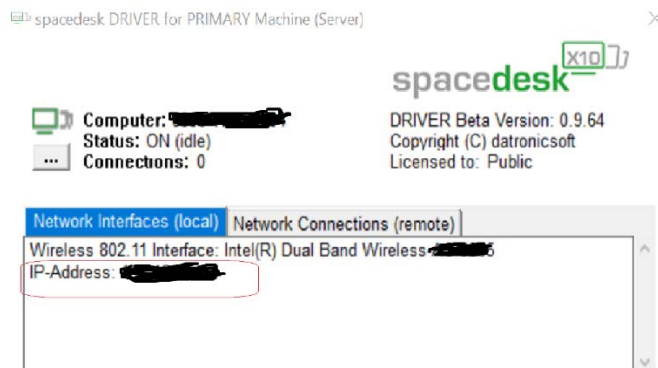 spacedesk DRIVER for PRIMARY Machine (Server)
X10
spacedesk
Computer:
Status: ON (idle)
...
Connections: 0
DRIVER Beta Version: 0.9.64
Copyright (C) datronicsoft
Licensed to: Public
Network Interfaces (local) Network Connections (remote)
Wireless 802.11 Interface: Intel(R) Dual Band Wireless
IP-Address: